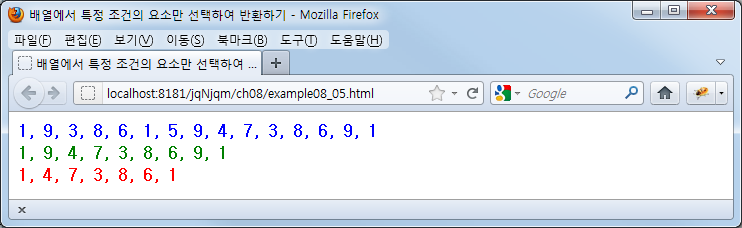 배열에서 특정 조건의 요소만 선택하여 반환하기 - Mozilla Firefox
파일(F) 편집(E) 보기(V) 이동(S) 북마크(B) 도구(T) 도움말(H)
배열에서 특정 조건의 요소만 선택하여 ...
localhost:8181/jqNjqm/ch08/example08_05.html Google
1, 9, 3, 8, 6, 1, 5, 9, 4, 7, 3, 8, 6, 9, 1
1, 9, 4, 7, 3, 8, 6, 9, 1
1, 4, 7, 3, 8, 6, 1
x